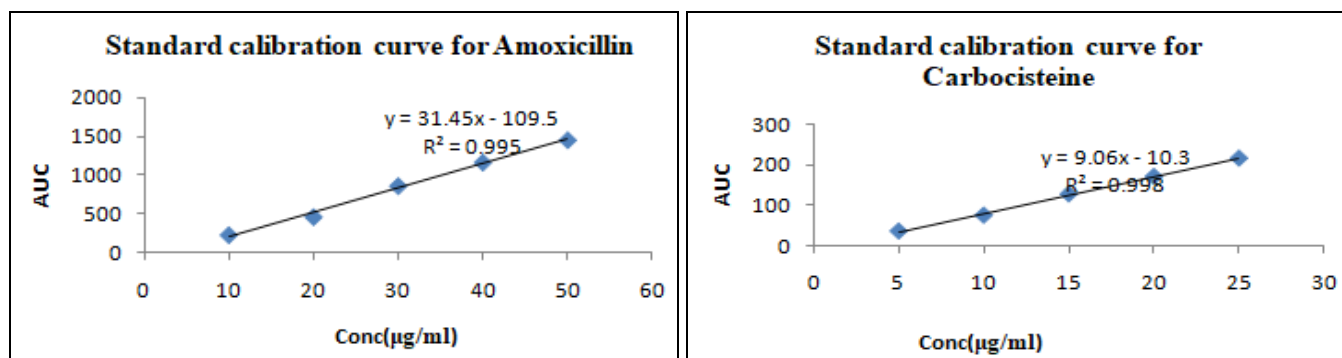 Standard calibration curve for Amoxicillin
2000
1500
1000
500
0
y = 31.45x - 109.5
R² = 0.995
AUC
0 10 20 30 40 50 60
Conc(µg/ml)
Standard calibration curve for
Carbocisteine
300
200
100
0
y = 9.06x - 10.3
R² = 0.998
AUC
0 5 10 15 20 25 30
Conc(µg/ml)